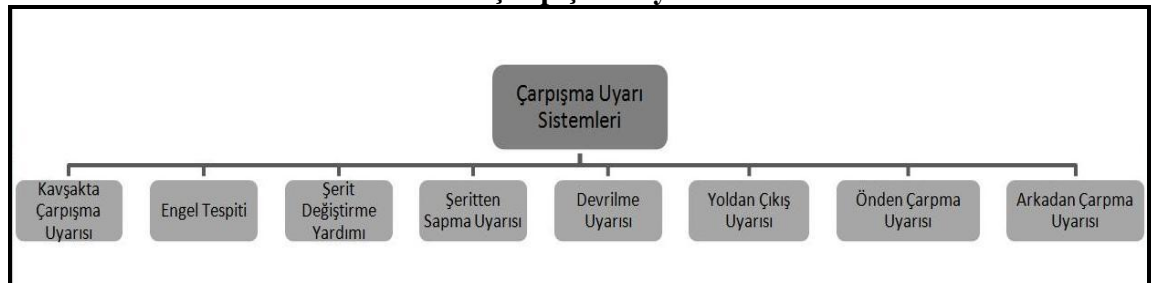 Çarpışma Uyarı
Sistemleri
Kavşakta
Çarpışma
Uyarısı
Engel Tespiti
Şerit
Değiştirme
Yardımı
Şeritten
Sapma Uyarısı
Devrilme
Uyarısı
Yoldan Çıkış
Uyarısı
Önden Çarpma
Uyarısı
Arkadan Çarpma
Uyarısı